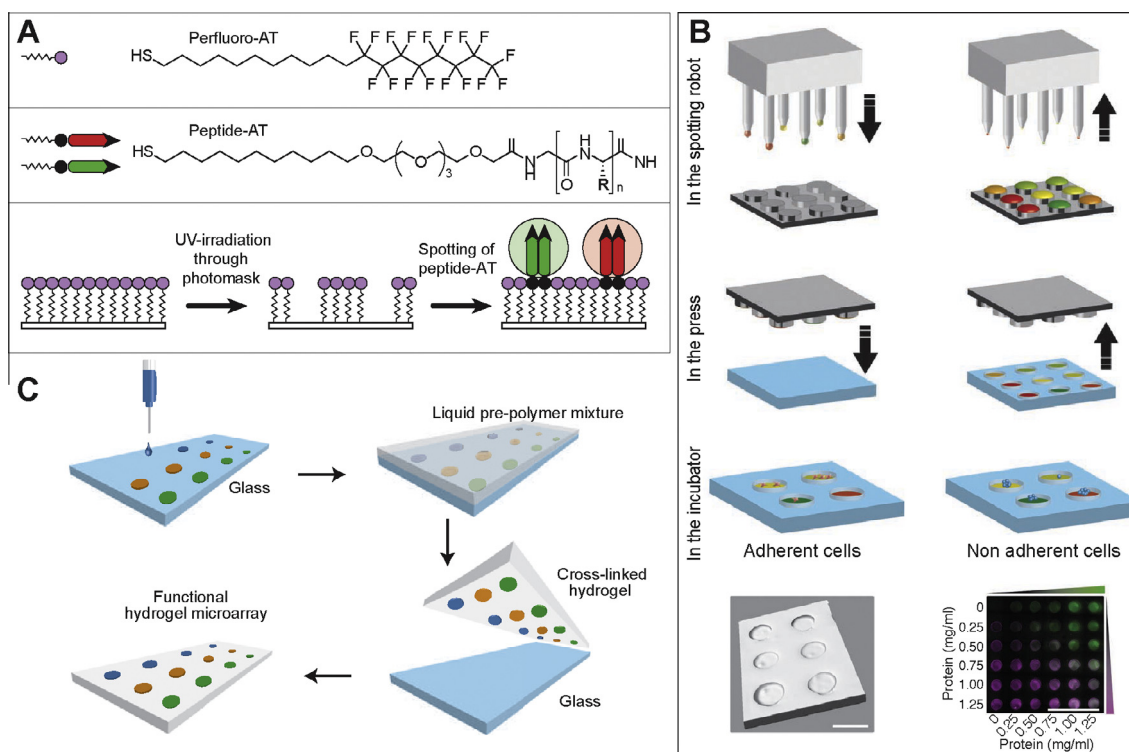 A
Perfluoro-AT
HS
F F F F F F F F
F
F F F F F F F F
Peptide-AT
HS
O
O
O
O
3
O
N
H
O
H
N
R
n
O
NH
UV-irradiation
through
photomask
Spotting of
peptide-AT
B
In the spotting robot
In the press
In the incubator
Adherent cells
Non adherent cells
Protein (mg/ml)
0
0.25
0.50
0.75
1.00
1.25
0
0.25
0.50
0.75
1.00
1.25
Protein (mg/ml)
C
Glass
Liquid pre-polymer mixture
Cross-linked
hydrogel
Glass
Functional
hydrogel microarray